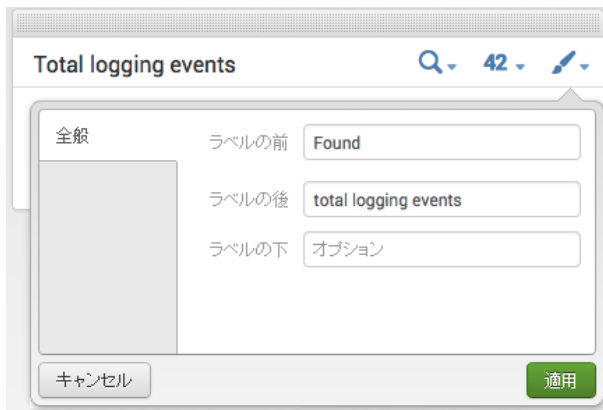 Total logging events 42
全般
ラベルの前 Found
ラベルの後 total logging events
ラベルの下 オプション
キャンセル 適用